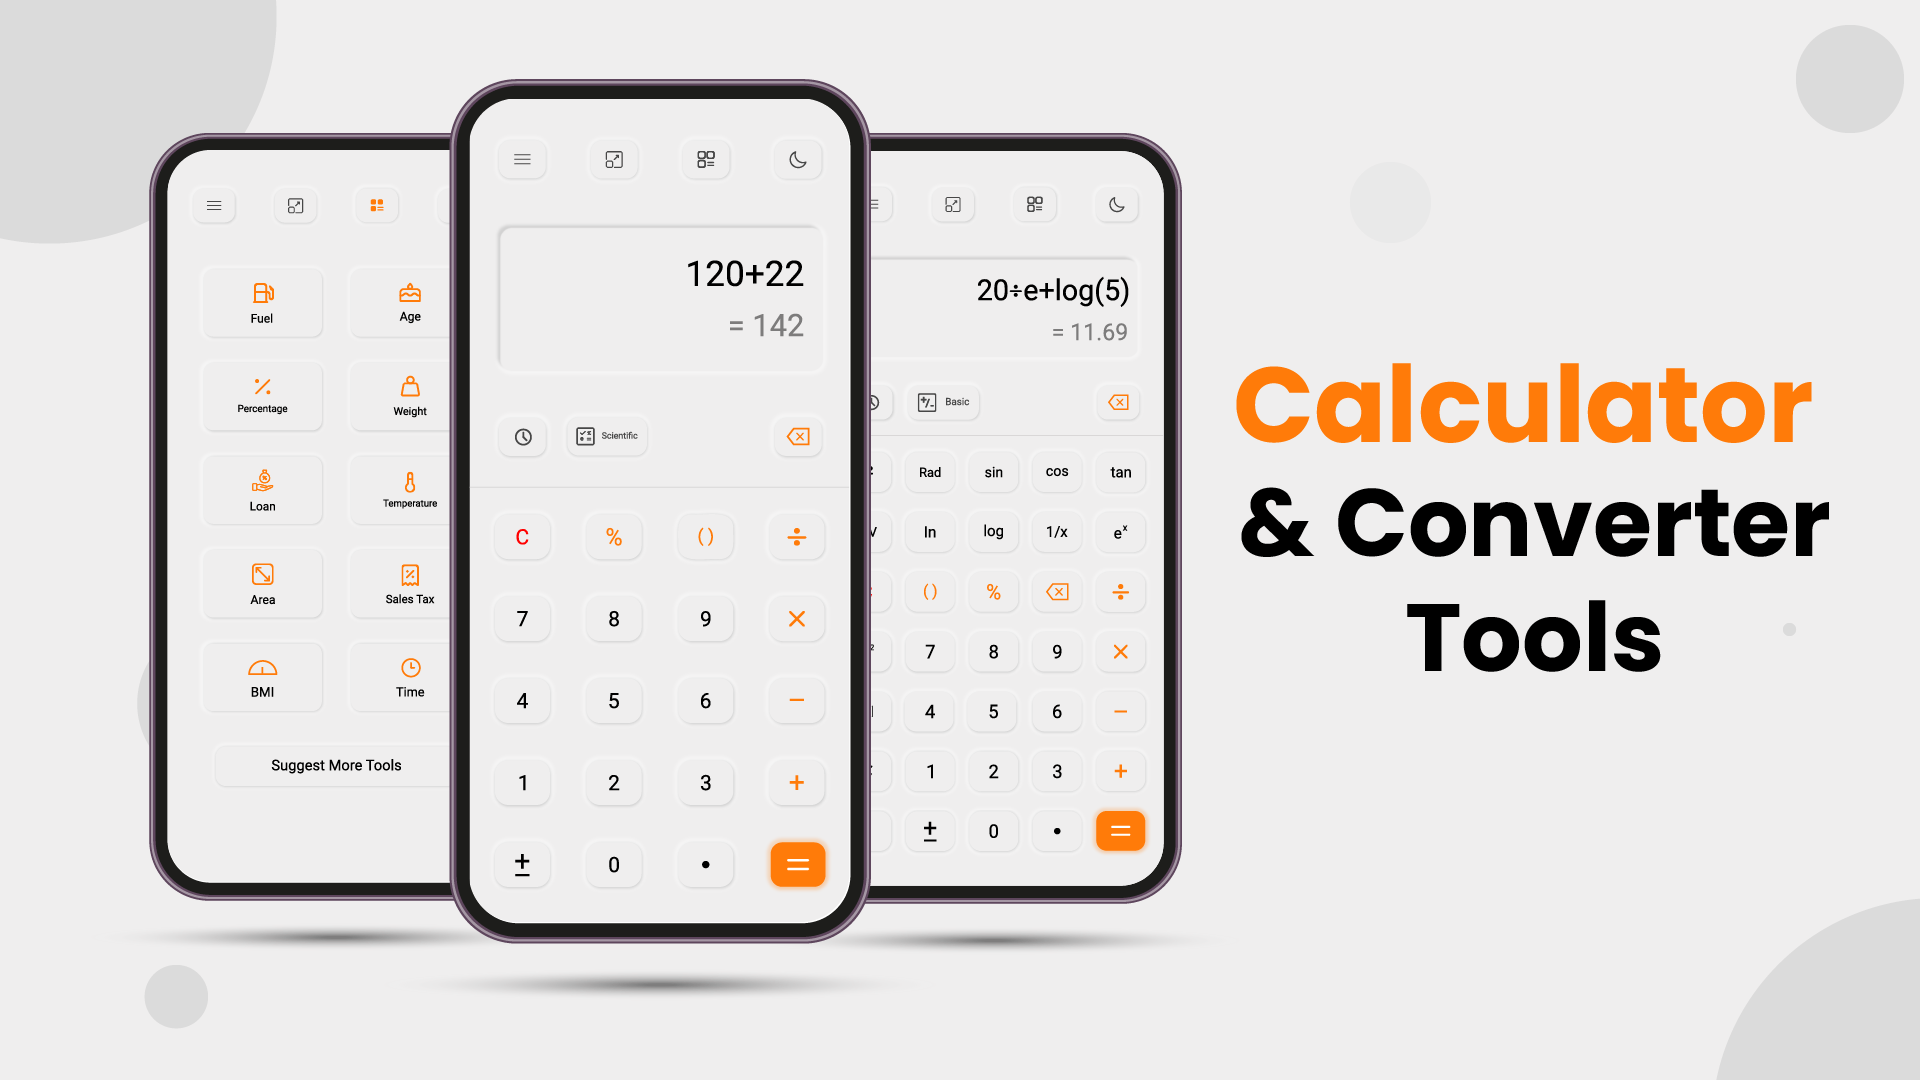 Fuel
Age
Percentage
Weight
Loan
Temperature
Area
Sales Tax
BMI
Time
Suggest More Tools
120+22
= 142
Scientific
C % ( ) ÷
7 8 9 ×
4 5 6 −
1 2 3 +
± 0 • =
20÷e+log(5)
= 11.69
+/- Basic
Rad sin cos tan
ln log 1/x eˣ
( ) % ÷
7 8 9 ×
4 5 6 −
1 2 3 +
± 0 • =
Calculator
& Converter
Tools